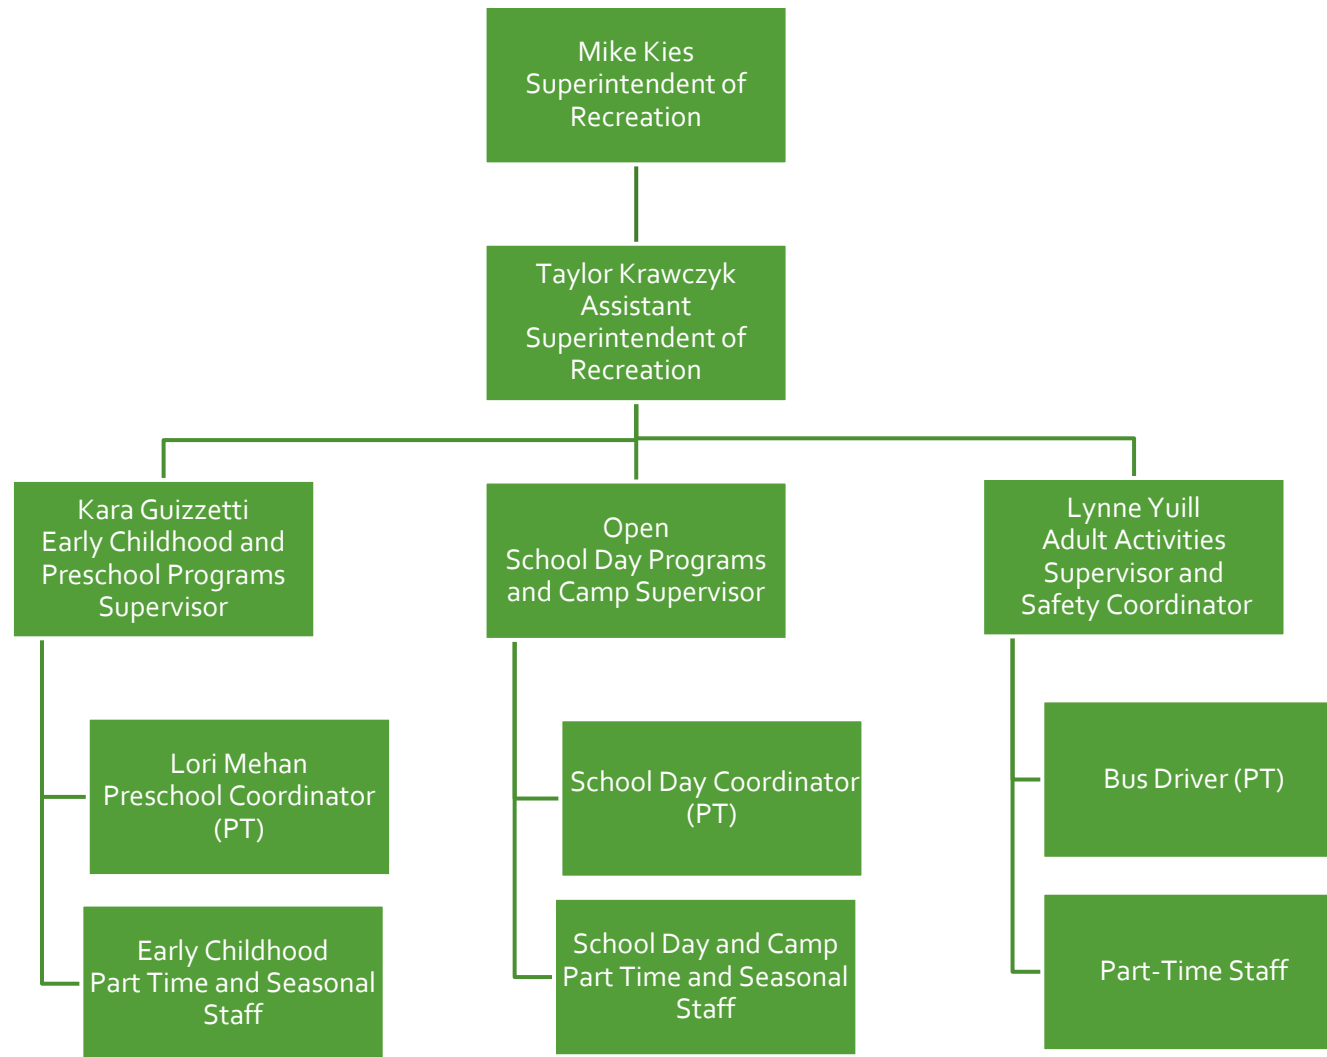 Mike Kies
Superintendent of
Recreation
Taylor Krawczyk
Assistant
Superintendent of
Recreation
Kara Guizzetti
Early Childhood and
Preschool Programs
Supervisor
Open
School Day Programs
and Camp Supervisor
Lynne Yuill
Adult Activities
Supervisor and
Safety Coordinator
Lori Mehan
Preschool Coordinator
(PT)
School Day Coordinator
(PT)
Bus Driver (PT)
Early Childhood
Part Time and Seasonal
Staff
School Day and Camp
Part Time and Seasonal
Staff
Part-Time Staff